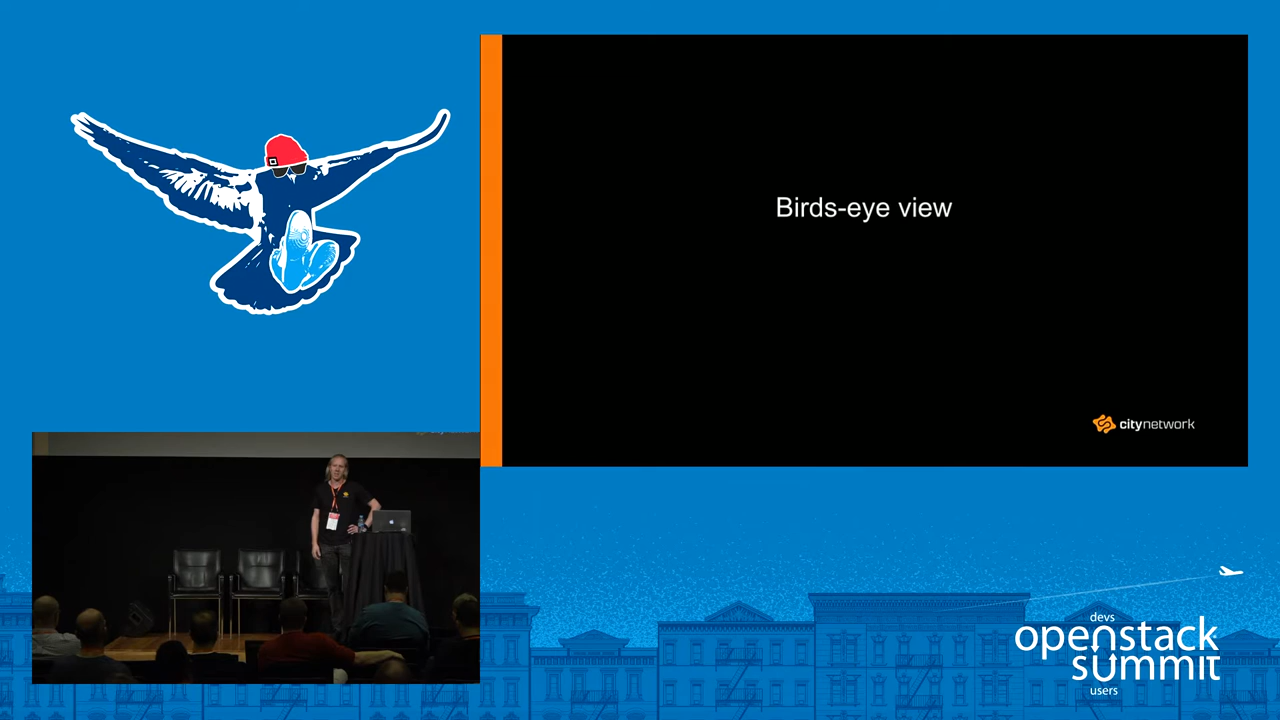 Birds-eye view
citynetwork
devs
openstack
summit
users